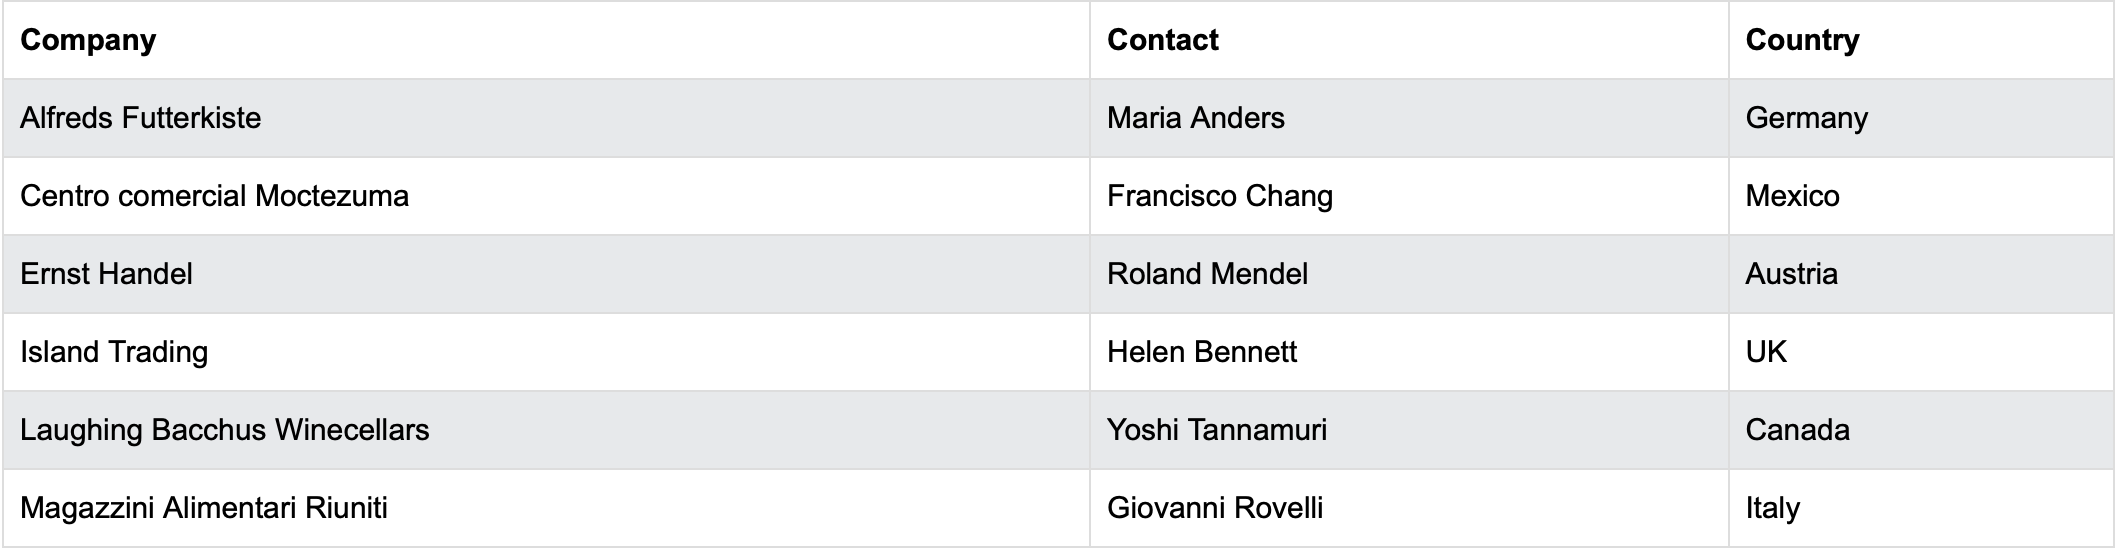 Company Contact Country
Alfreds Futterkiste Maria Anders Germany
Centro comercial Moctezuma Francisco Chang Mexico
Ernst Handel Roland Mendel Austria
Island Trading Helen Bennett UK
Laughing Bacchus Winecellars Yoshi Tannamuri Canada
Magazzini Alimentari Riuniti Giovanni Rovelli Italy